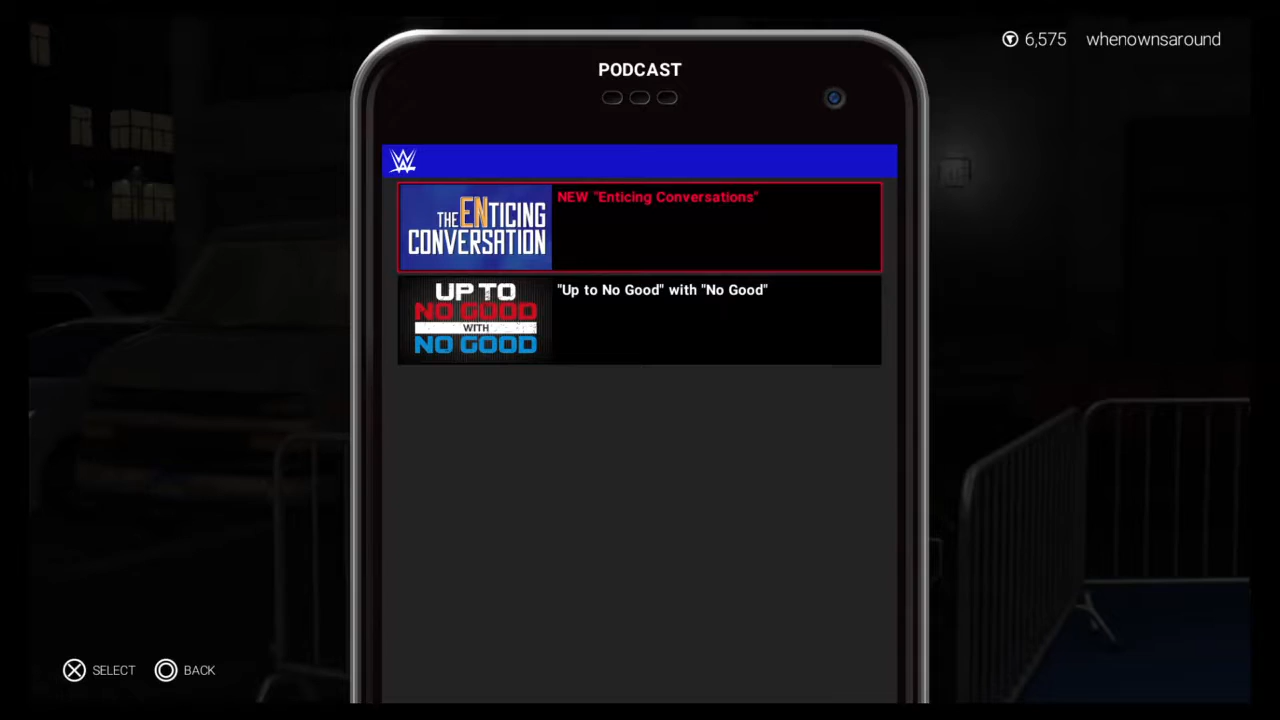 6,575 whenownsaround
PODCAST
W
THE ENTICING
CONVERSATION
NEW "Enticing Conversations"
UP TO
NO GOOD
WITH
NO GOOD
"Up to No Good" with "No Good"
SELECT BACK